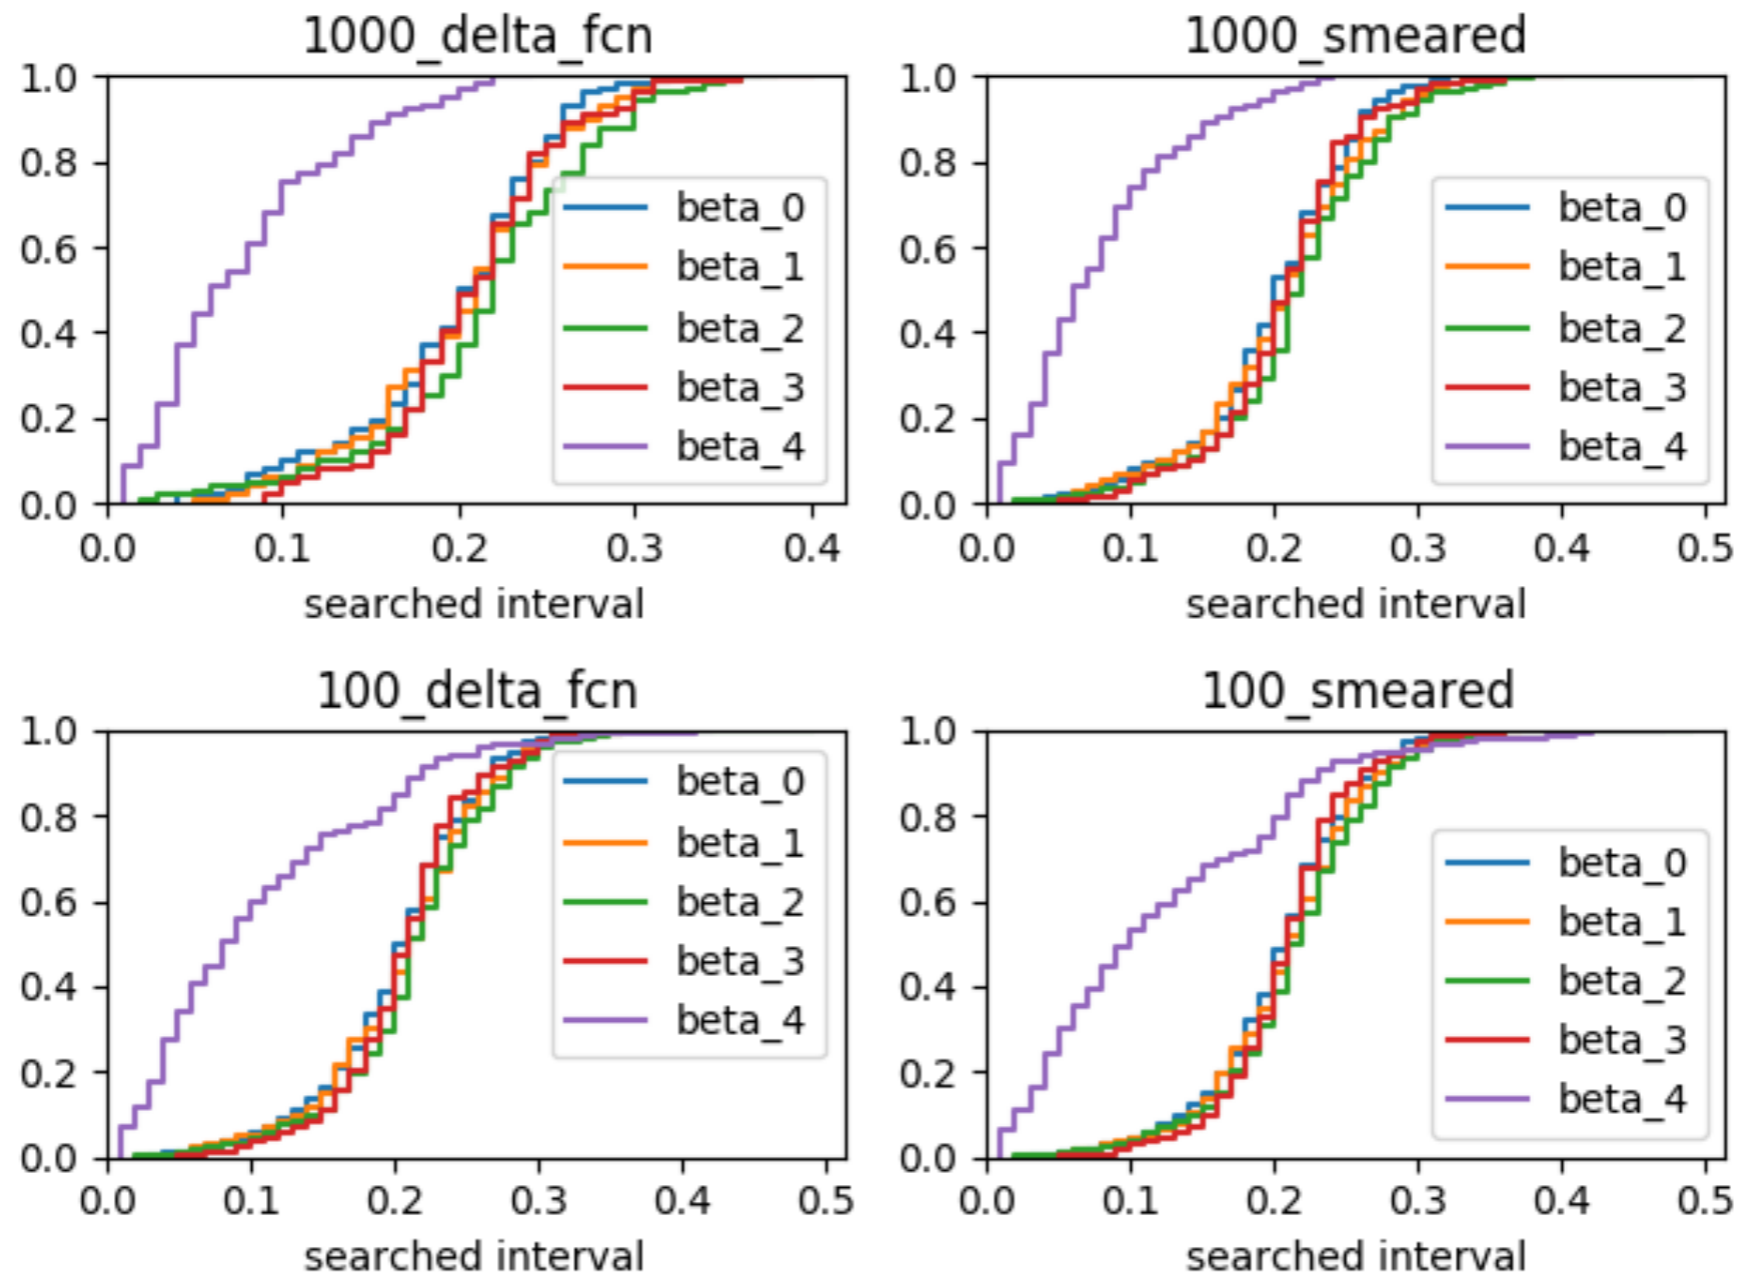 1000_delta_fcn
1.0
0.8
0.6
0.4
0.2
0.0
beta_0
beta_1
beta_2
beta_3
beta_4
0.0 0.1 0.2 0.3 0.4
searched interval
1000_smeared
1.0
0.8
0.6
0.4
0.2
0.0
beta_0
beta_1
beta_2
beta_3
beta_4
0.0 0.1 0.2 0.3 0.4 0.5
searched interval
100_delta_fcn
1.0
0.8
0.6
0.4
0.2
0.0
beta_0
beta_1
beta_2
beta_3
beta_4
0.0 0.1 0.2 0.3 0.4 0.5
searched interval
100_smeared
1.0
0.8
0.6
0.4
0.2
0.0
beta_0
beta_1
beta_2
beta_3
beta_4
0.0 0.1 0.2 0.3 0.4 0.5
searched interval